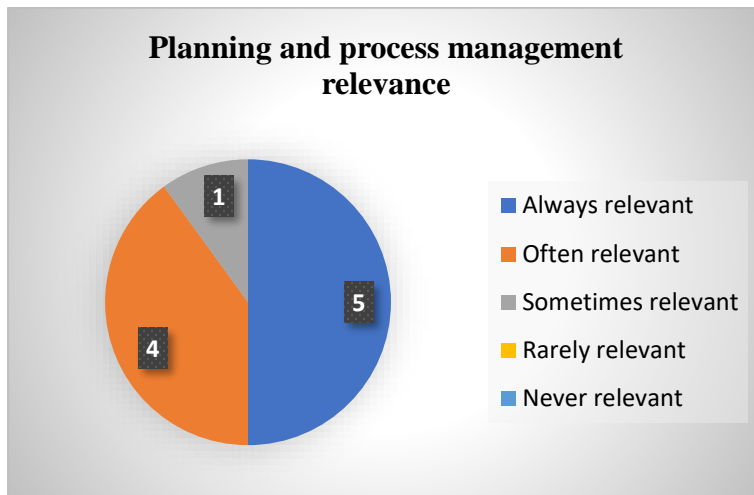 Planning and process management
relevance
1
5
4
Always relevant
Often relevant
Sometimes relevant
Rarely relevant
Never relevant